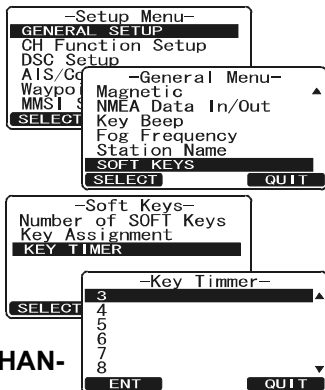 -Setup Menu-
GENERAL SETUP
CH Function Setup
DSC Setup
AIS/Co
Waypoi
MMSI S
SELECT
-General Menu-
Magnetic
NMEA Data In/Out
Key Beep
Fog Frequency
Station Name
SOFT KEYS
SELECT QUIT
-Soft Keys-
Number of SOFT Keys
Key Assignment
KEY TIMER
SELECT
-Key Timmer-
3
4
5
6
7
8
ENT QUIT
HAN-